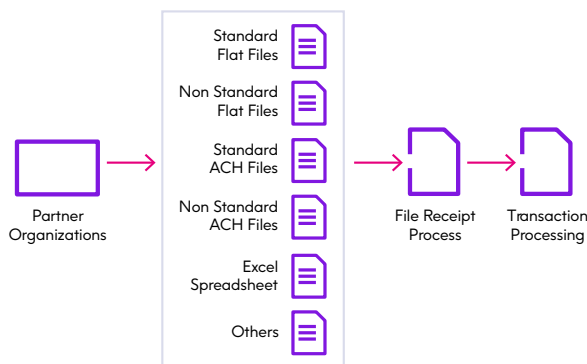 Partner
Organizations
Standard
Flat Files
Non Standard
Flat Files
Standard
ACH Files
Non Standard
ACH Files
Excel
Spreadsheet
Others
File Receipt
Process
Transaction
Processing